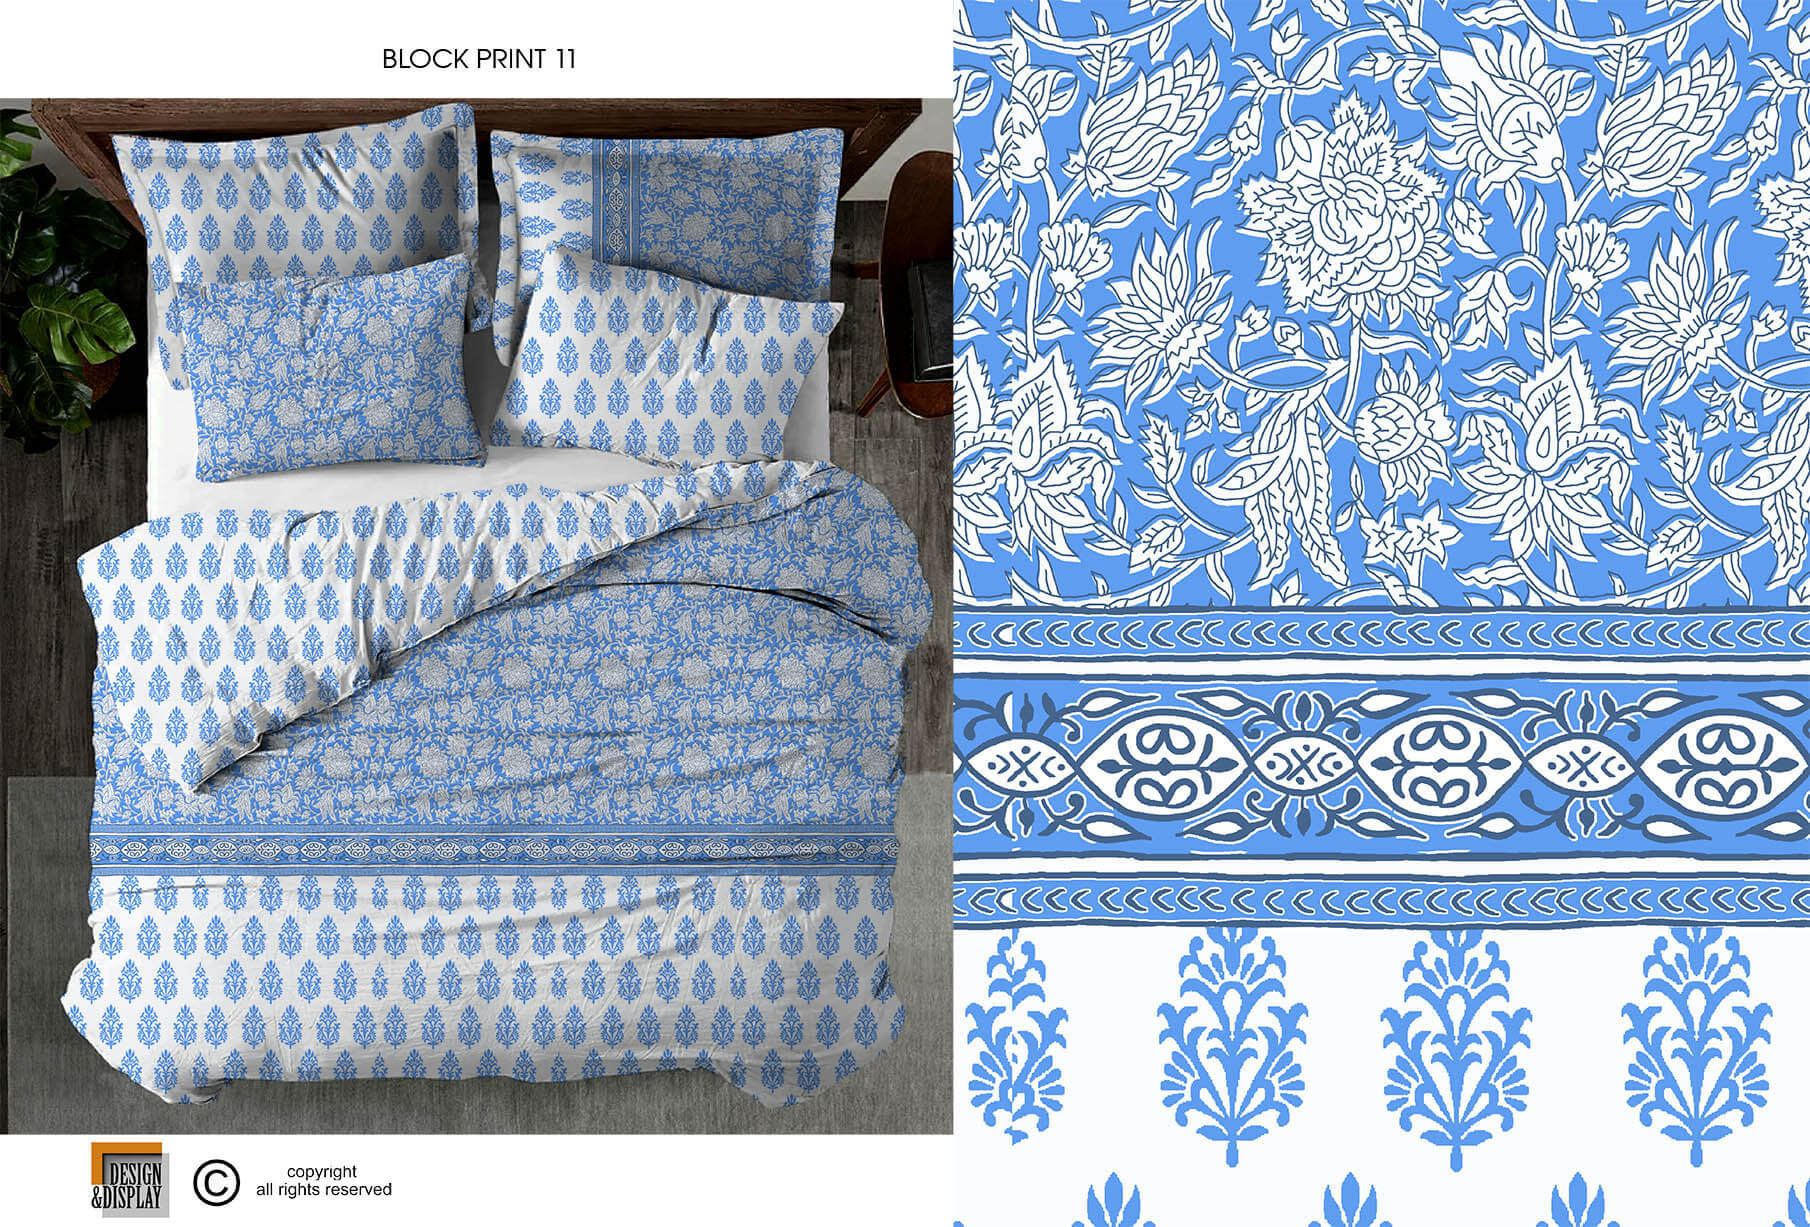 BLOCK PRINT 11
DESIGN
&DISPLAY
© copyright
all rights reserved